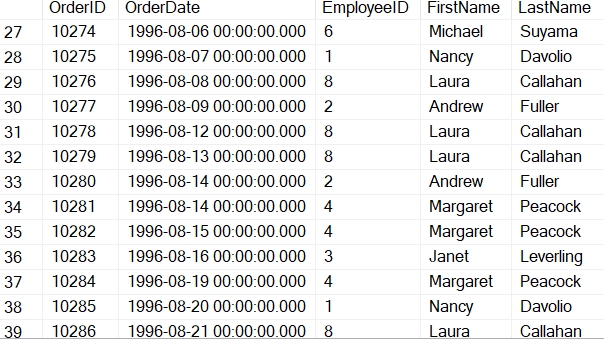 OrderID OrderDate EmployeeID FirstName LastName
27 10274 1996-08-06 00:00:00.000 6 Michael Suyama
28 10275 1996-08-07 00:00:00.000 1 Nancy Davolio
29 10276 1996-08-08 00:00:00.000 8 Laura Callahan
30 10277 1996-08-09 00:00:00.000 2 Andrew Fuller
31 10278 1996-08-12 00:00:00.000 8 Laura Callahan
32 10279 1996-08-13 00:00:00.000 8 Laura Callahan
33 10280 1996-08-14 00:00:00.000 2 Andrew Fuller
34 10281 1996-08-14 00:00:00.000 4 Margaret Peacock
35 10282 1996-08-15 00:00:00.000 4 Margaret Peacock
36 10283 1996-08-16 00:00:00.000 3 Janet Leverling
37 10284 1996-08-19 00:00:00.000 4 Margaret Peacock
38 10285 1996-08-20 00:00:00.000 1 Nancy Davolio
39 10286 1996-08-21 00:00:00.000 8 Laura Callahan